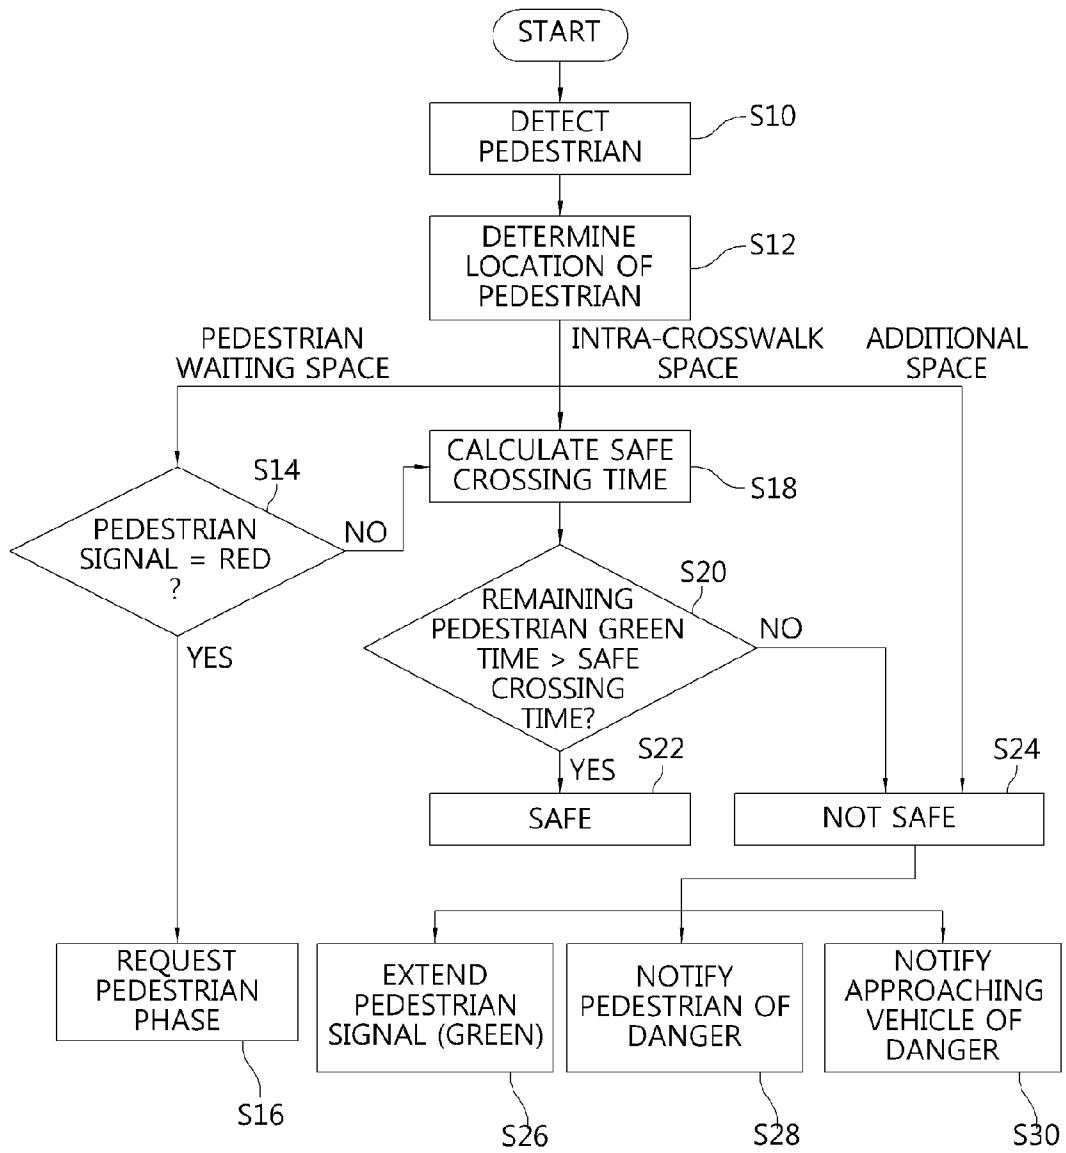 START
DETECT
PEDESTRIAN
S10
DETERMINE
LOCATION OF
PEDESTRIAN
S12
PEDESTRIAN
WAITING SPACE
INTRA-CROSSWALK
SPACE
ADDITIONAL
SPACE
CALCULATE SAFE
CROSSING TIME
S18
S14
PEDESTRIAN
SIGNAL = RED
?
NO
YES
S20
REMAINING
PEDESTRIAN GREEN
TIME > SAFE
CROSSING
TIME?
NO
YES
S22
SAFE
S24
NOT SAFE
REQUEST
PEDESTRIAN
PHASE
S16
EXTEND
PEDESTRIAN
SIGNAL (GREEN)
S26
NOTIFY
PEDESTRIAN OF
DANGER
S28
NOTIFY
APPROACHING
VEHICLE OF
DANGER
S30